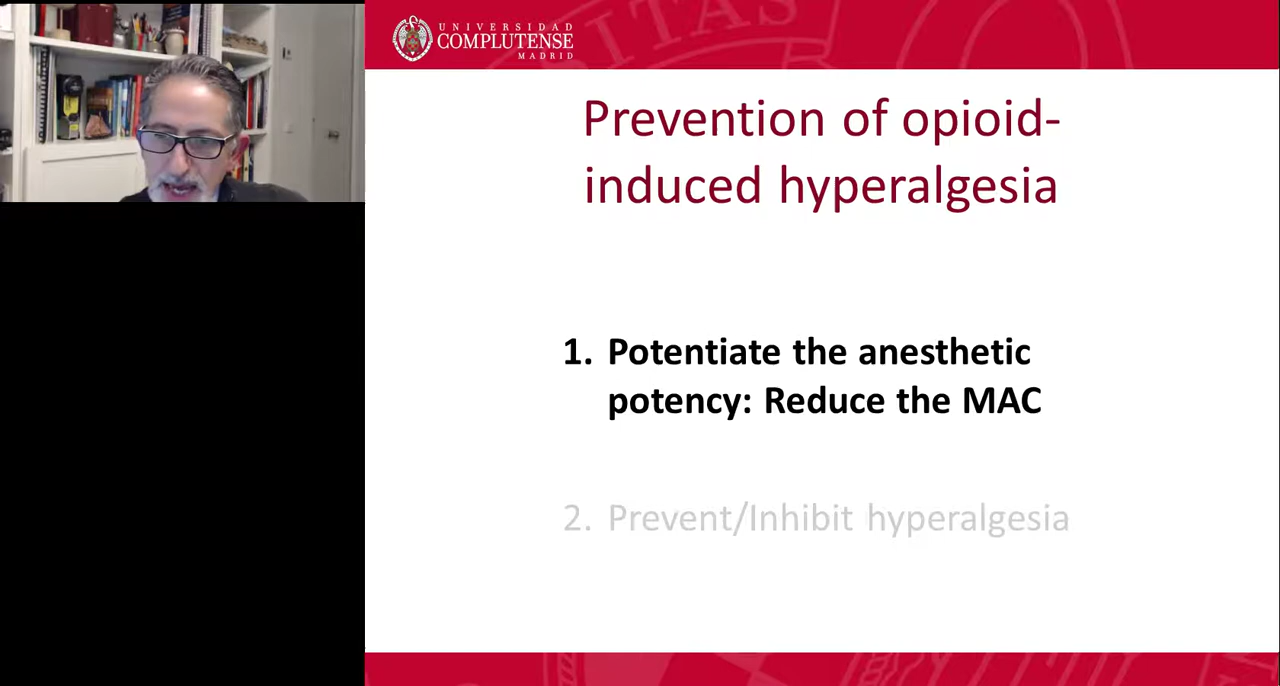 UNIVERSIDAD
COMPLUTENSE
MADRID
Prevention of opioid-
induced hyperalgesia
1. Potentiate the anesthetic
potency: Reduce the MAC
2. Prevent/Inhibit hyperalgesia